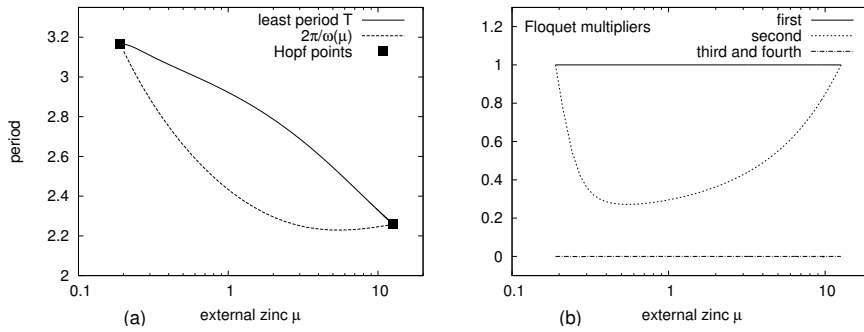 least period T
2π/ω(μ)
Hopf points
3.2
3
2.8
2.6
2.4
2.2
2
period
0.1
1
10
(a)
external zinc μ
Floquet multipliers
first
second
third and fourth
1.2
1
0.8
0.6
0.4
0.2
0
0.1
1
10
(b)
external zinc μ